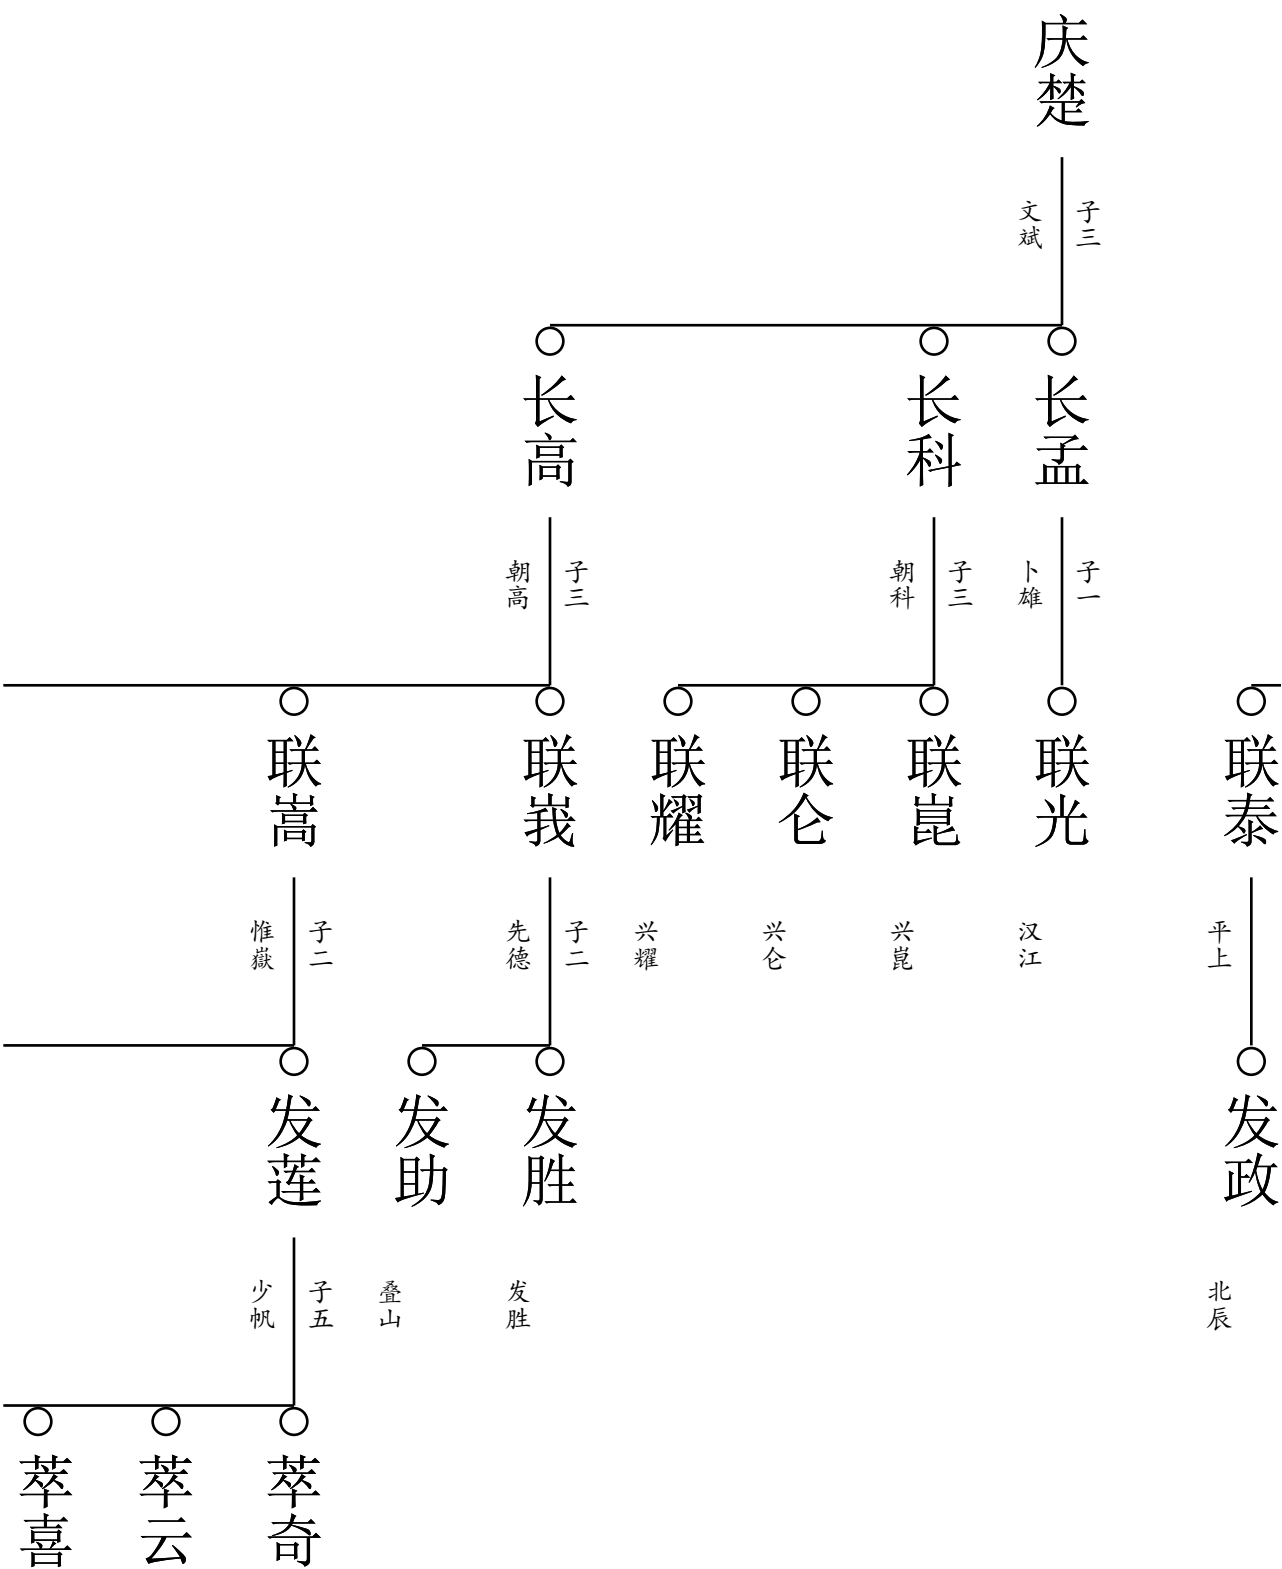 庆楚
子三
文斌
长孟
长科
长高
子一
卜雄
子三
朝科
子三
朝高
联泰
联光
联崑
联仑
联耀
联峩
联嵩
平上
汉江
兴崑
兴仑
兴耀
子二
先德
子二
惟嶽
发政
发胜
发助
发莲
北辰
发胜
叠山
子五
少帆
萃奇
萃云
萃喜